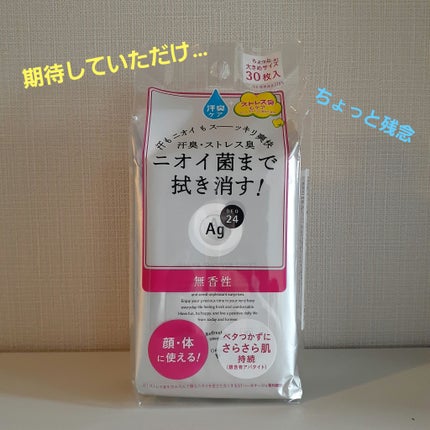 期待していただけ…
ちょっと残念
大きめサイズ
30枚入
汗臭
ケア
ストレス臭
もケア
汗もニオイもスーーッキリ爽快
汗臭・ストレス臭
ニオイ菌まで
拭き消す!
DEO
Ag
24
無香性
顔・体
に使える!
ベタつかずに
さらさら肌
持続